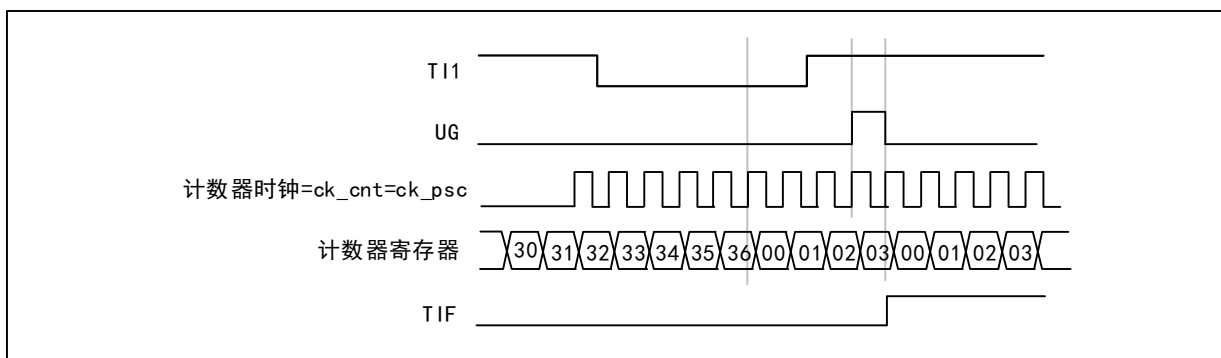 TI1
UG
计数器时钟=ck_cnt=ck_psc
计数器寄存器 30 31 32 33 34 35 36 00 01 02 03 00 01 02 03
TIF